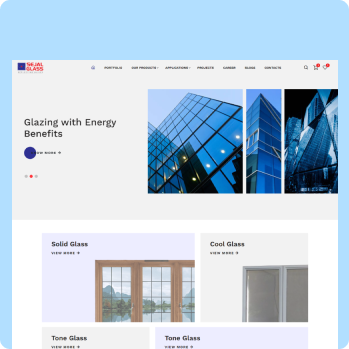 SEJAL
GLASS
PORTFOLIO OUR PRODUCTS APPLICATIONS PROJECTS CAREER BLOGS CONTACTS
Glazing with Energy
Benefits
VIEW MORE
Solid Glass
VIEW MORE
Cool Glass
VIEW MORE
Tone Glass
VIEW MORE
Tone Glass
VIEW MORE